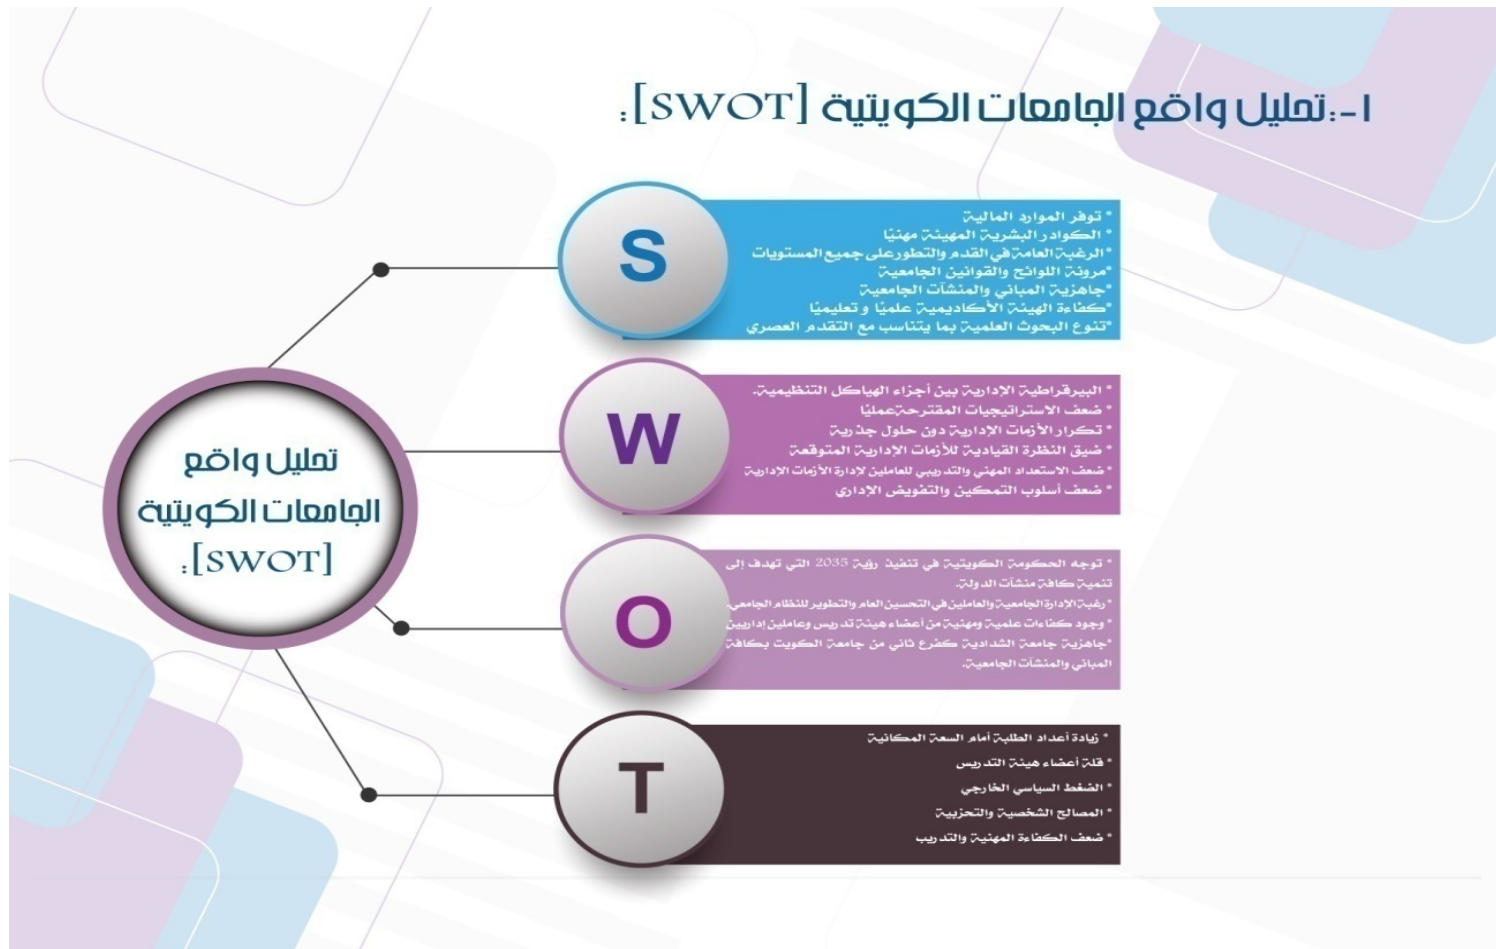 ١-: تحليل واقع الجامعات الكويتية [SWOT]:
S
* توفر الموارد المالية
* الكوادر البشرية المهيئة مهنيًا
*الرغبة العامة في القدم والتطورعلى جميع المستويات
*مرونة اللوائح والقوانين الجامعية
*جاهزية المباني والمنشآت الجامعية
*كفاءة الهيئة الأكاديمية علميًا و تعليميًا
*تنوع البحوث العلمية بما يتناسب مع التقدم العصري
W
* البيرقراطية الإدارية بين أجزاء الهياكل التنظيمية.
* ضعف الاستراتيجيات المقترحةعمليًا
* تكرار الأزمات الإدارية دون حلول جذرية
* ضيق النظرة القيادية للأزمات الإدارية المتوقعة
* ضعف الاستعداد المهني والتدريبي للعاملين لإدارة الأزمات الإدارية
* ضعف أسلوب التمكين والتفويض الإداري
تحليل واقع
الجامعات الكويتية
[SWOT]:
O
* توجه الحكومة الكويتية في تنفيذ رؤية 2035 التي تهدف إلى
تنمية كافة منشآت الدولة.
* رغبة الإدارة الجامعية والعاملين في التحسين العام والتطوير للنظام الجامعي.
* وجود كفاءات علمية ومهنية من أعضاء هيئة تدريس وعاملين إداريين
*جاهزية جامعة الشدادية كفرع ثاني من جامعة الكويت بكافة
المباني والمنشآت الجامعية.
T
* زيادة أعداد الطلبة أمام السعة المكانية
* قلة أعضاء هيئة التدريس
* الضغط السياسي الخارجي
* المصالح الشخصية والتحزبية
* ضعف الكفاءة المهنية والتدريب